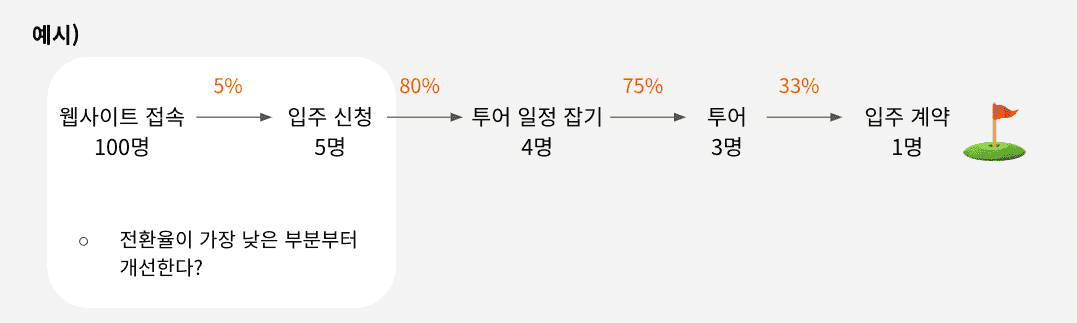 예시)
5%
80%
75%
33%
웹사이트 접속
입주 신청
투어 일정 잡기
투어
입주 계약
100명
5명
4명
3명
1명
전환율이 가장 낮은 부분부터
개선한다?